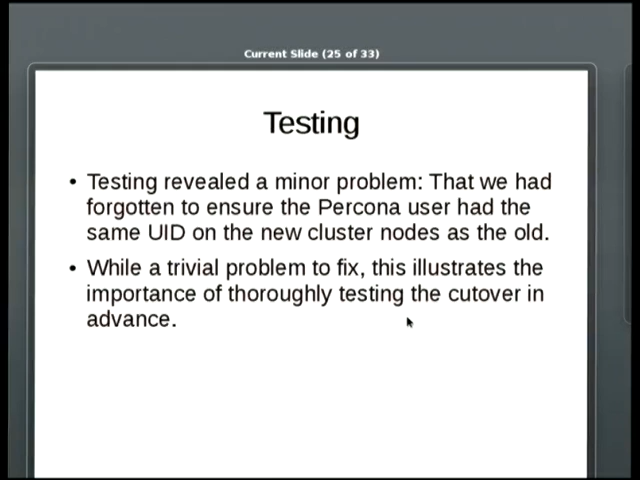 Current Slide (25 of 33)
Testing
• Testing revealed a minor problem: That we had
forgotten to ensure the Percona user had the
same UID on the new cluster nodes as the old.
• While a trivial problem to fix, this illustrates the
importance of thoroughly testing the cutover in
advance.